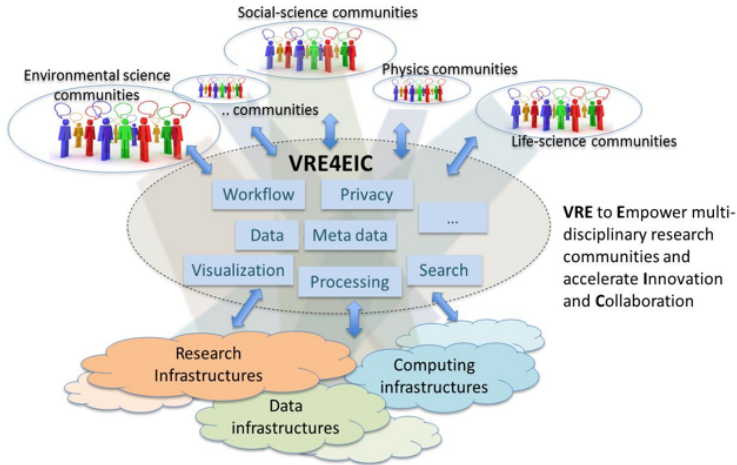 Social-science communities
Environmental science
communities
Physics communities
.. communities
Life-science communities
VRE4EIC
Workflow
Privacy
...
Data
Meta data
Visualization
Processing
Search
VRE to Empower multi-
disciplinary research
communities and
accelerate Innovation
and Collaboration
Research
Infrastructures
Computing
infrastructures
Data
infrastructures